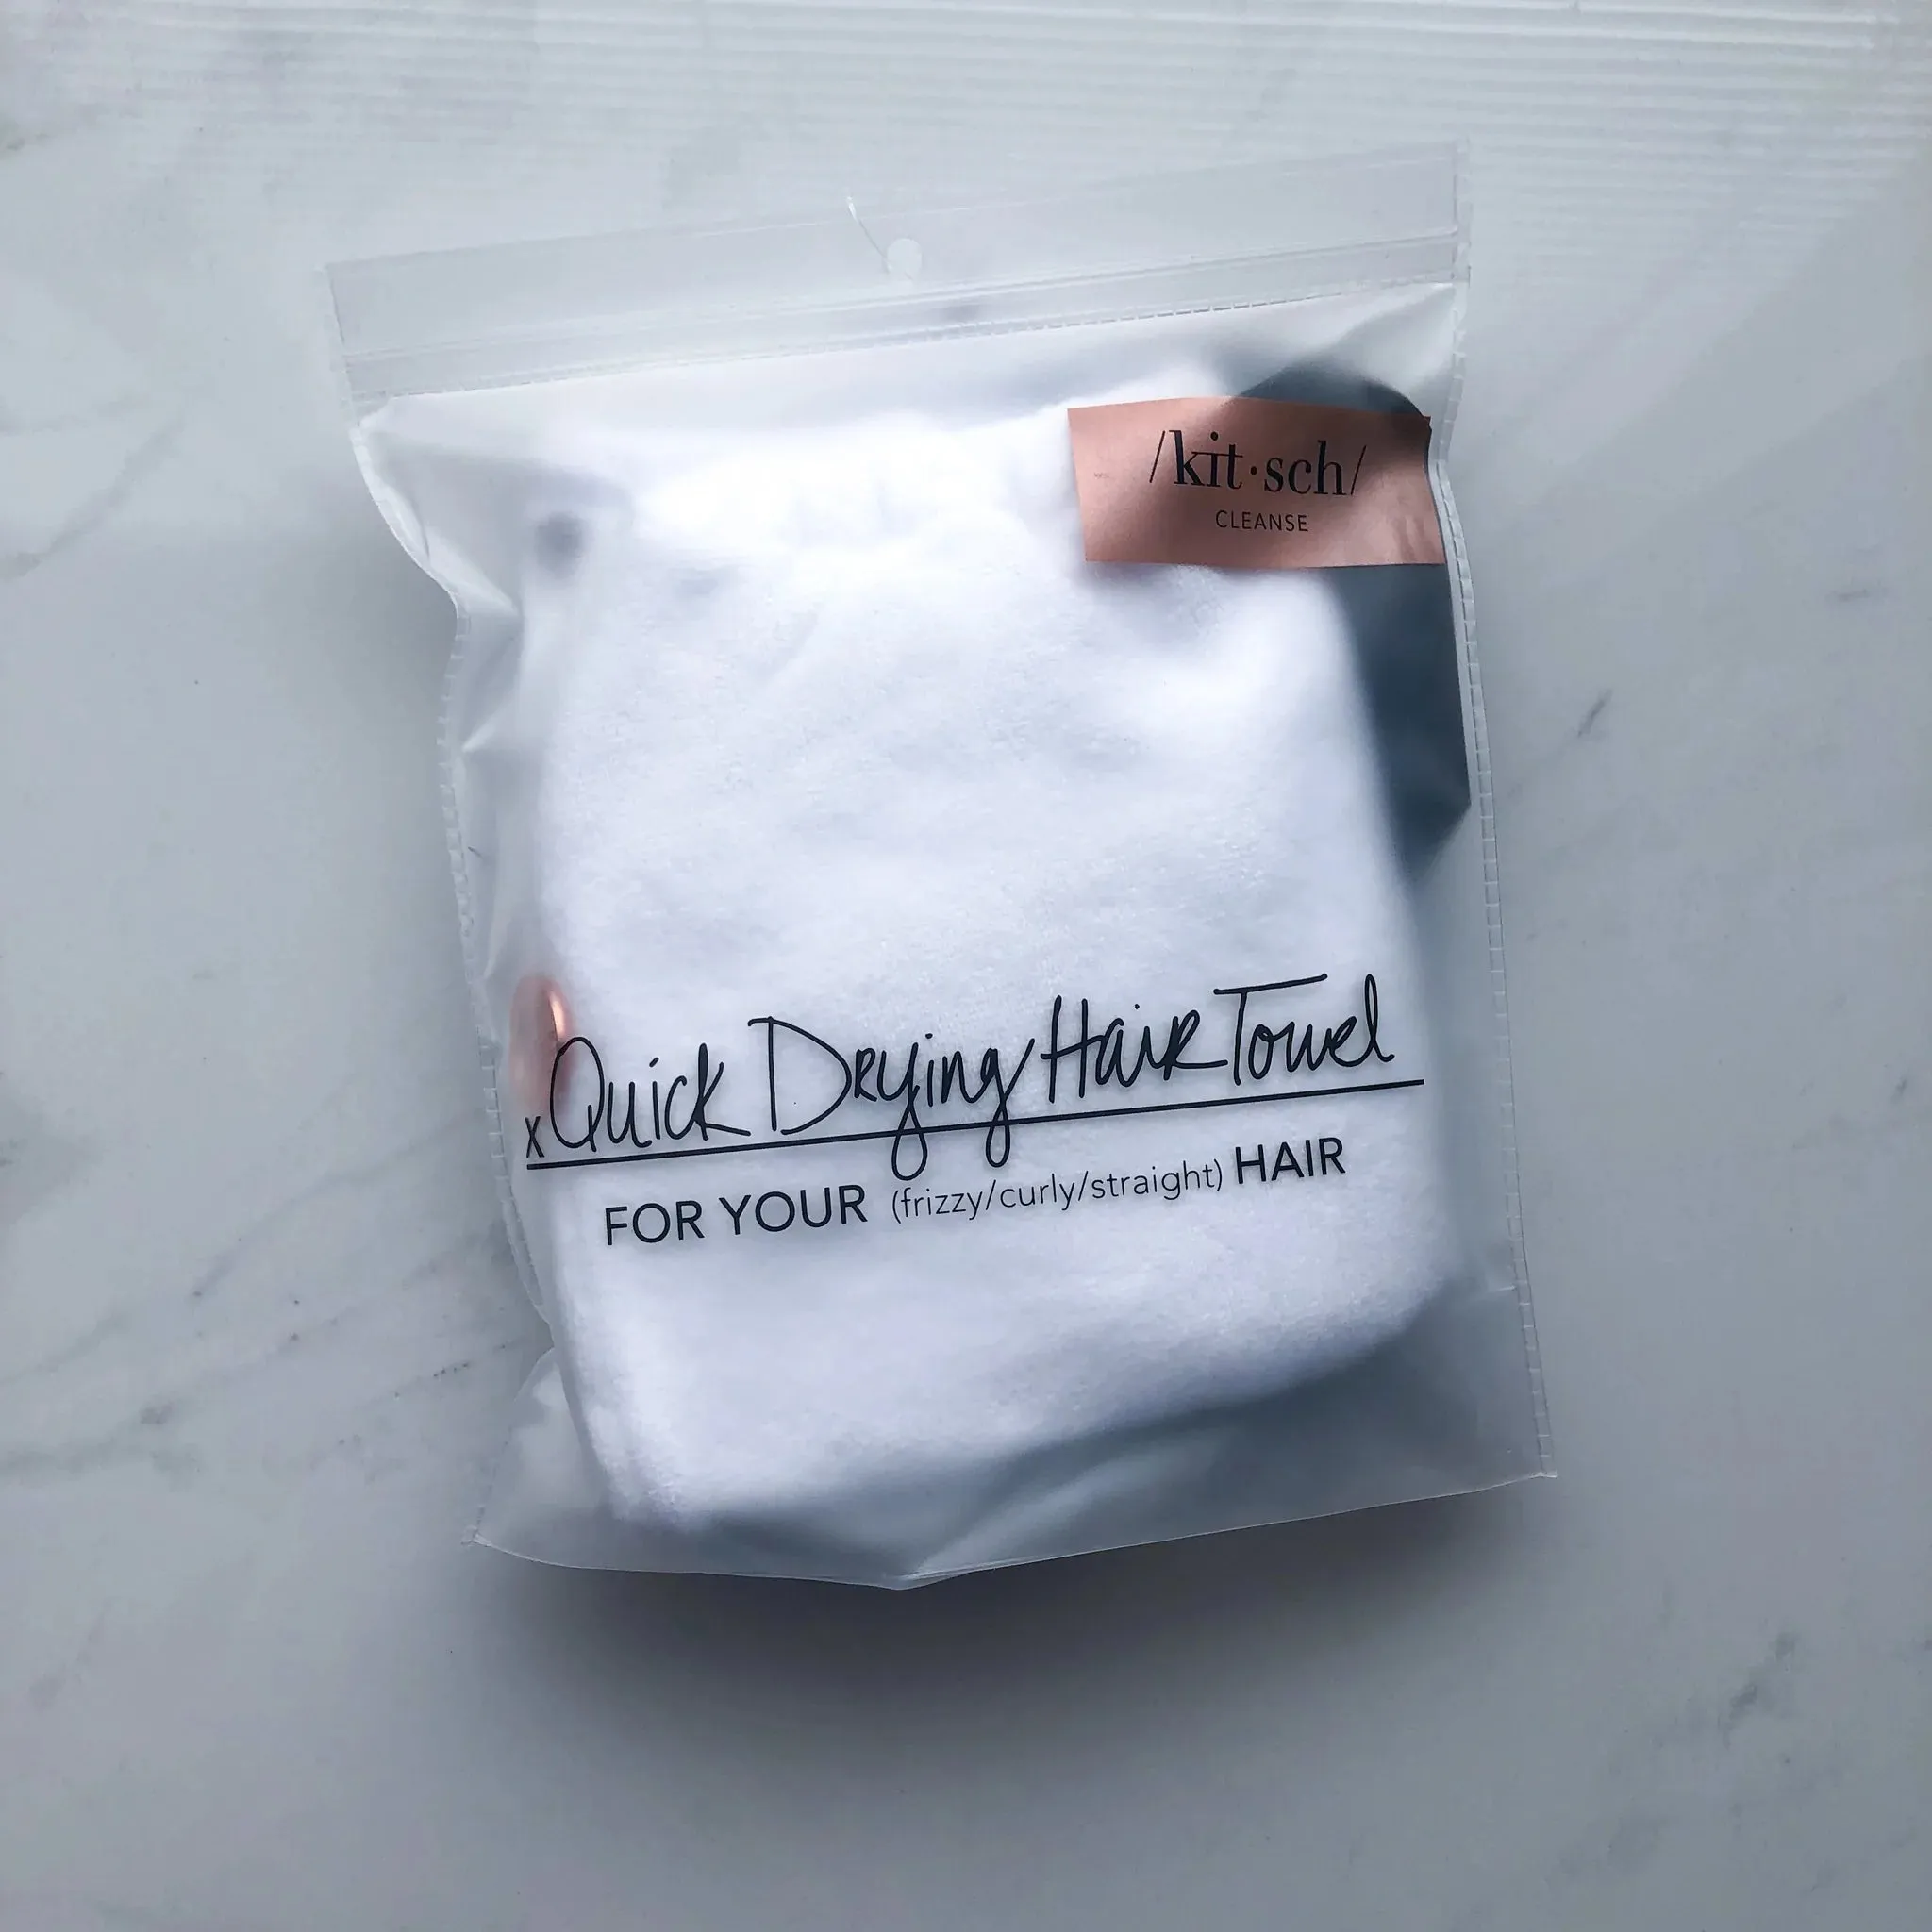 /kit·sch/
CLEANSE
x Quick Drying Hair Towel
FOR YOUR (frizzy/curly/straight) HAIR